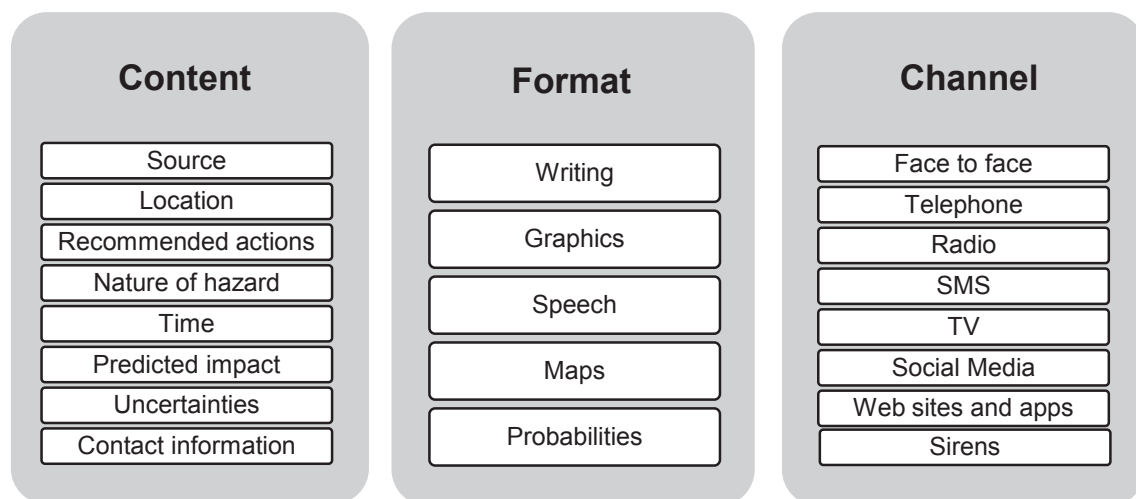 Content
Source
Location
Recommended actions
Nature of hazard
Time
Predicted impact
Uncertainties
Contact information
Format
Writing
Graphics
Speech
Maps
Probabilities
Channel
Face to face
Telephone
Radio
SMS
TV
Social Media
Web sites and apps
Sirens